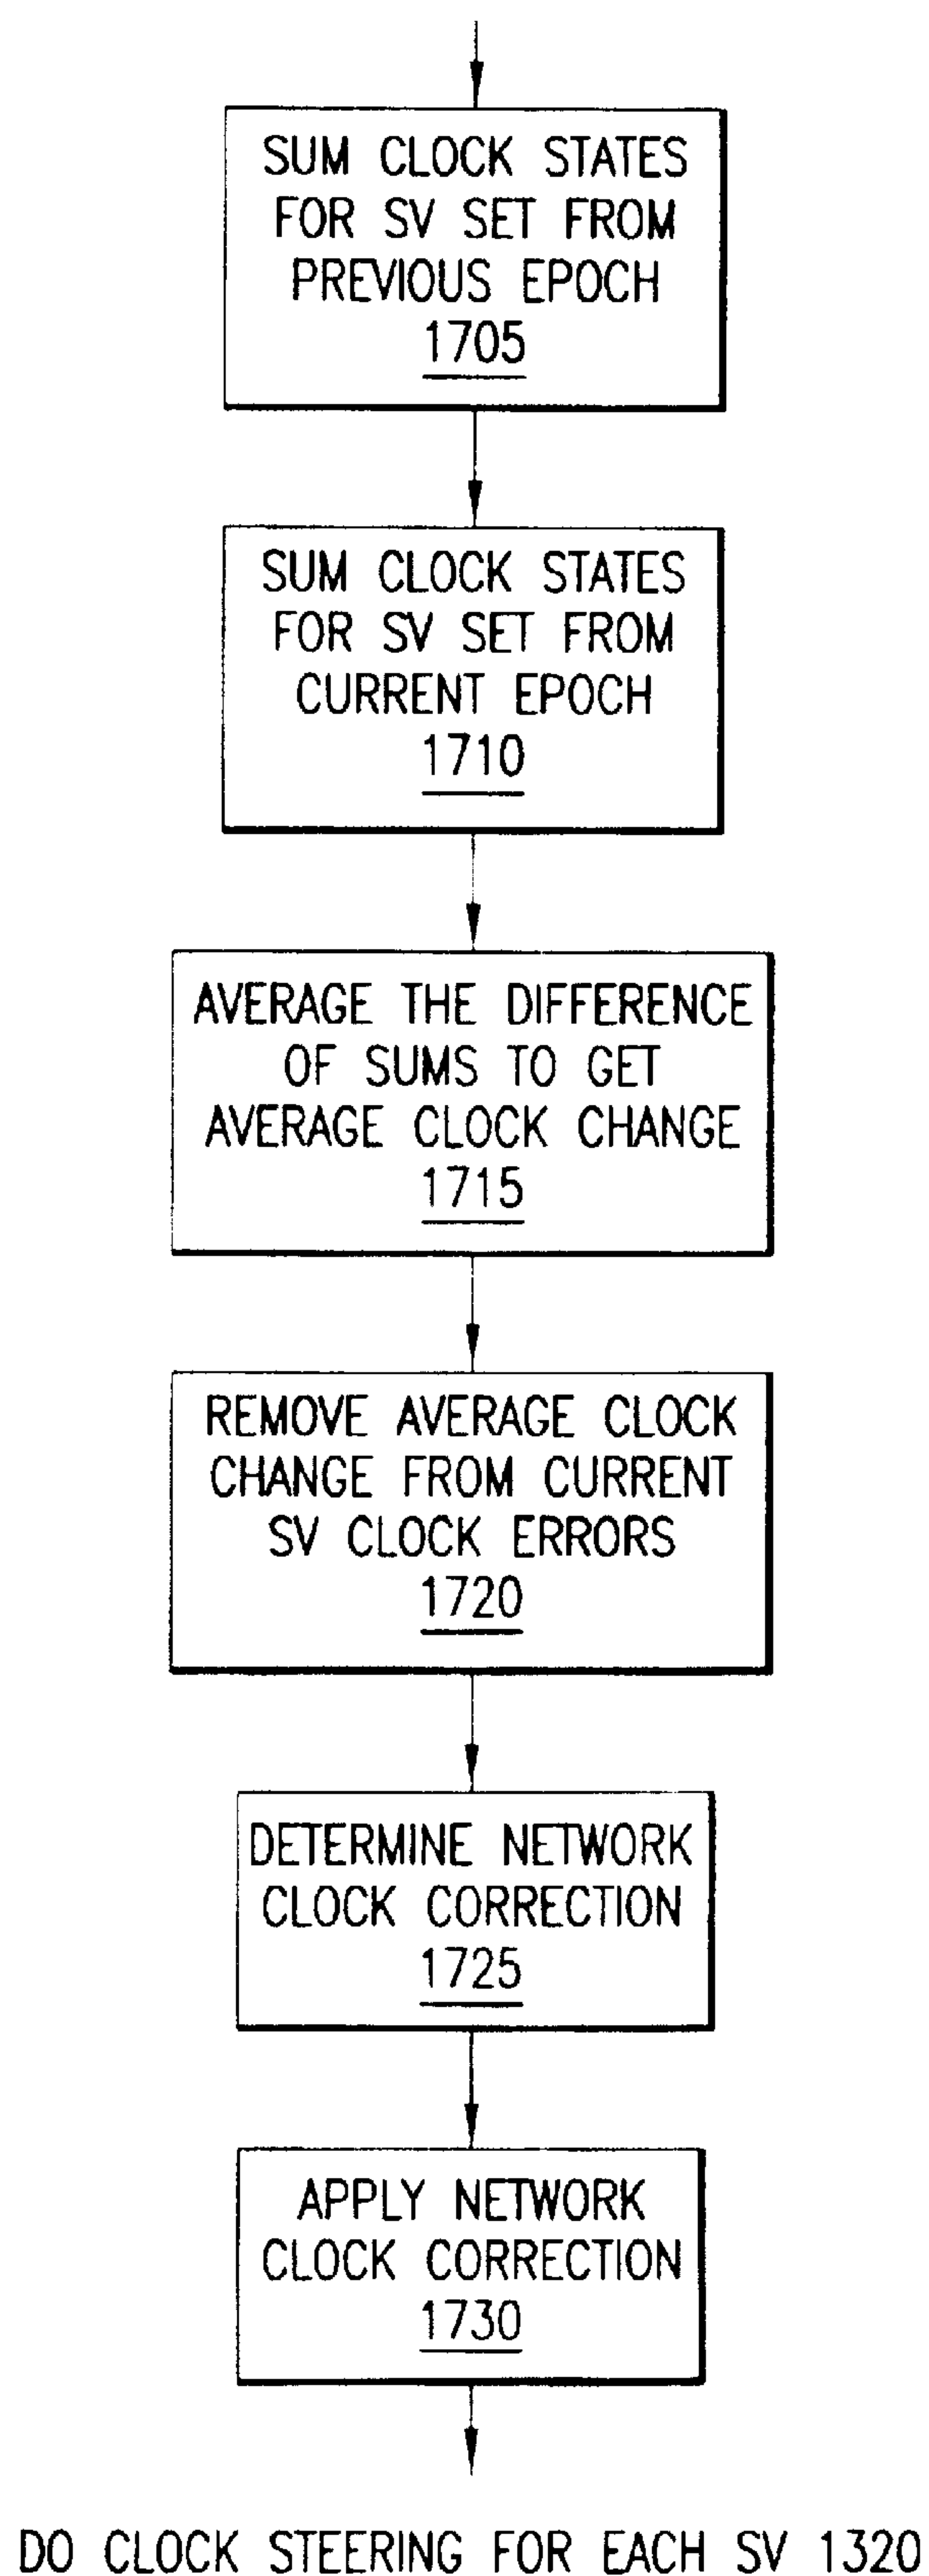 SUM CLOCK STATES
FOR SV SET FROM
PREVIOUS EPOCH
1705
SUM CLOCK STATES
FOR SV SET FROM
CURRENT EPOCH
1710
AVERAGE THE DIFFERENCE
OF SUMS TO GET
AVERAGE CLOCK CHANGE
1715
REMOVE AVERAGE CLOCK
CHANGE FROM CURRENT
SV CLOCK ERRORS
1720
DETERMINE NETWORK
CLOCK CORRECTION
1725
APPLY NETWORK
CLOCK CORRECTION
1730
DO CLOCK STEERING FOR EACH SV 1320